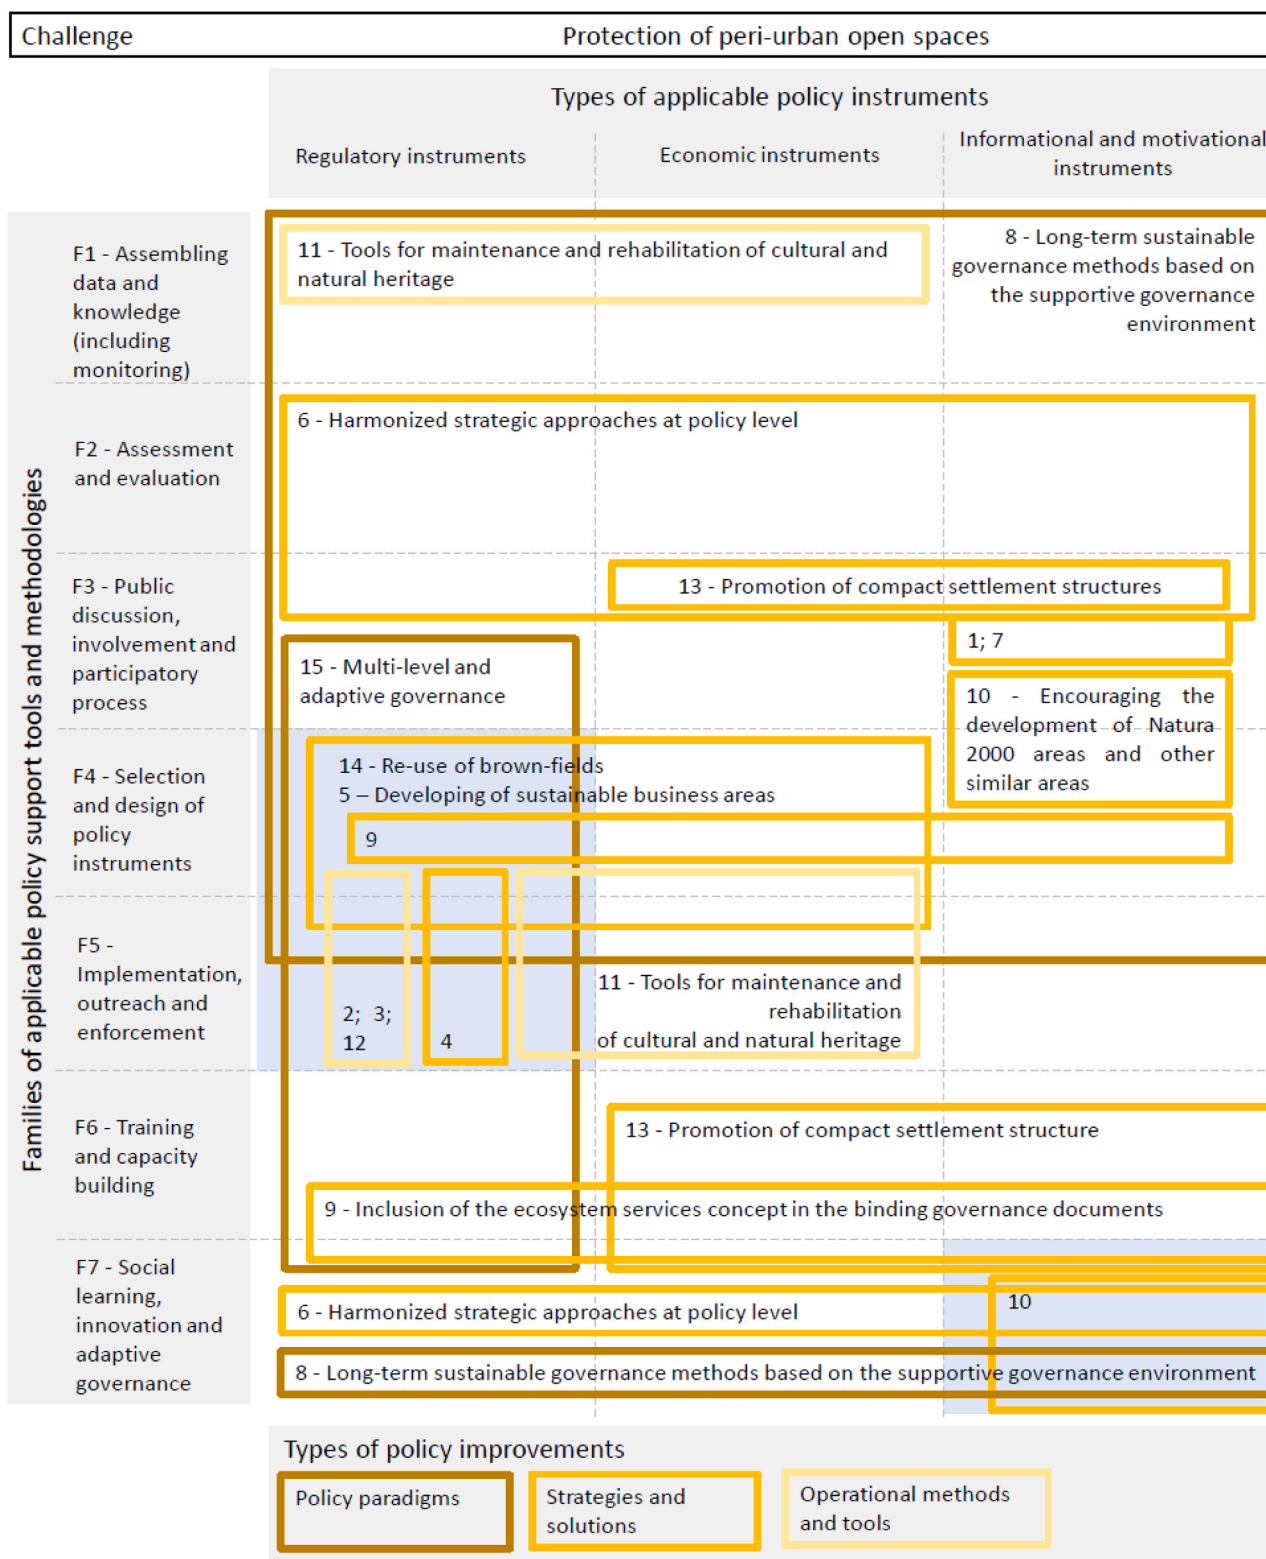 Challenge
Protection of peri-urban open spaces
Types of applicable policy instruments
Regulatory instruments
Economic instruments
Informational and motivational
instruments
Families of applicable policy support tools and methodologies
F1 - Assembling
data and
knowledge
(including
monitoring)
11 - Tools for maintenance and rehabilitation of cultural and
natural heritage
8 - Long-term sustainable
governance methods based on
the supportive governance
environment
F2 - Assessment
and evaluation
6 - Harmonized strategic approaches at policy level
F3 - Public
discussion,
involvement and
participatory
process
13 - Promotion of compact settlement structures
1; 7
15 - Multi-level and
adaptive governance
10 - Encouraging the
development of Natura
2000 areas and other
similar areas
F4 - Selection
and design of
policy
instruments
14 - Re-use of brown-fields
5 – Developing of sustainable business areas
9
F5 -
Implementation,
outreach and
enforcement
2; 3;
12
4
11 - Tools for maintenance and
rehabilitation
of cultural and natural heritage
F6 - Training
and capacity
building
13 - Promotion of compact settlement structure
9 - Inclusion of the ecosystem services concept in the binding governance documents
F7 - Social
learning,
innovation and
adaptive
governance
6 - Harmonized strategic approaches at policy level
10
8 - Long-term sustainable governance methods based on the supportive governance environment
Types of policy improvements
Policy paradigms
Strategies and
solutions
Operational methods
and tools